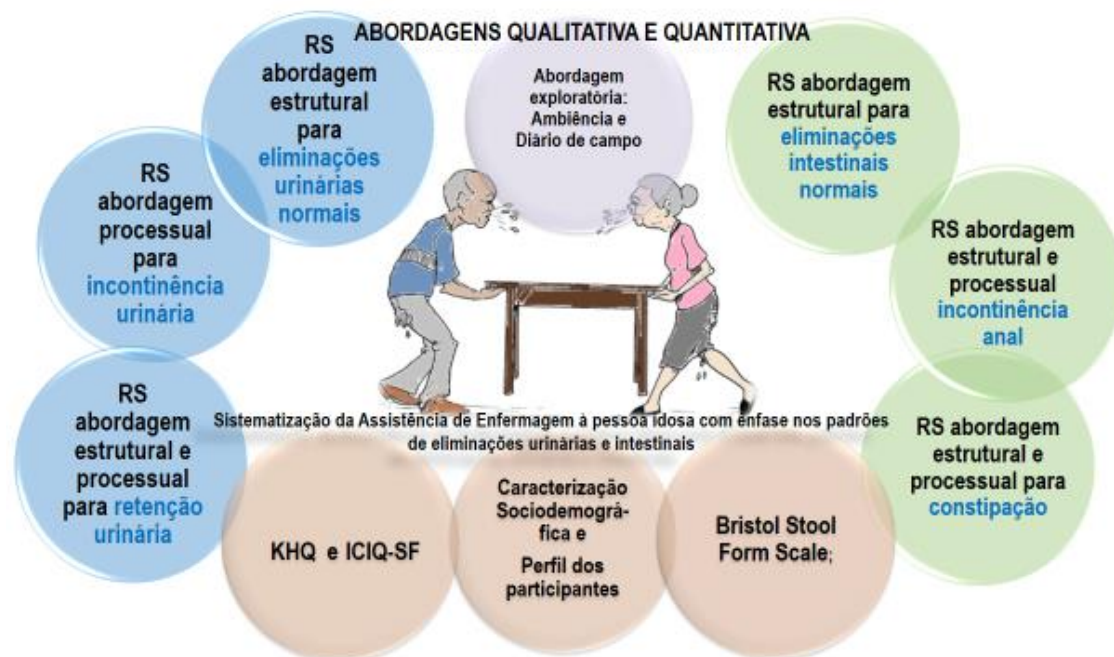 ABORDAGENS QUALITATIVA E QUANTITATIVA
RS
abordagem
estrutural
para
eliminações
urinárias
normais
Abordagem
exploratória:
Ambiência e
Diário de campo
RS abordagem
estrutural para
eliminações
intestinais
normais
RS
abordagem
processual
para
incontinência
urinária
RS abordagem
estrutural e
processual
incontinência
anal
RS
abordagem
estrutural e
processual
para retenção
urinária
Sistematização da Assistência de Enfermagem à pessoa idosa com ênfase nos padrões
de eliminações urinárias e intestinais
RS abordagem
estrutural e
processual para
constipação
KHQ e ICIQ-SF
Caracterização
Sociodemográ-
fica e
Perfil dos
participantes
Bristol Stool
Form Scale;